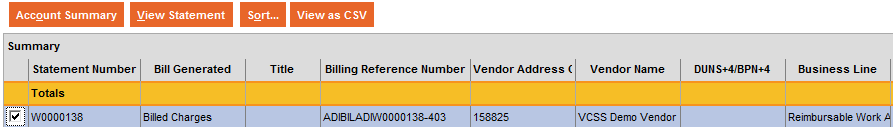 Account Summary View Statement Sort... View as CSV
Summary
Statement Number Bill Generated Title Billing Reference Number Vendor Address C Vendor Name DUNS+4/BPN+4 Business Line
Totals
W0000138 Billed Charges ADIBILADIW0000138-403 158825 VCSS Demo Vendor Reimbursable Work A